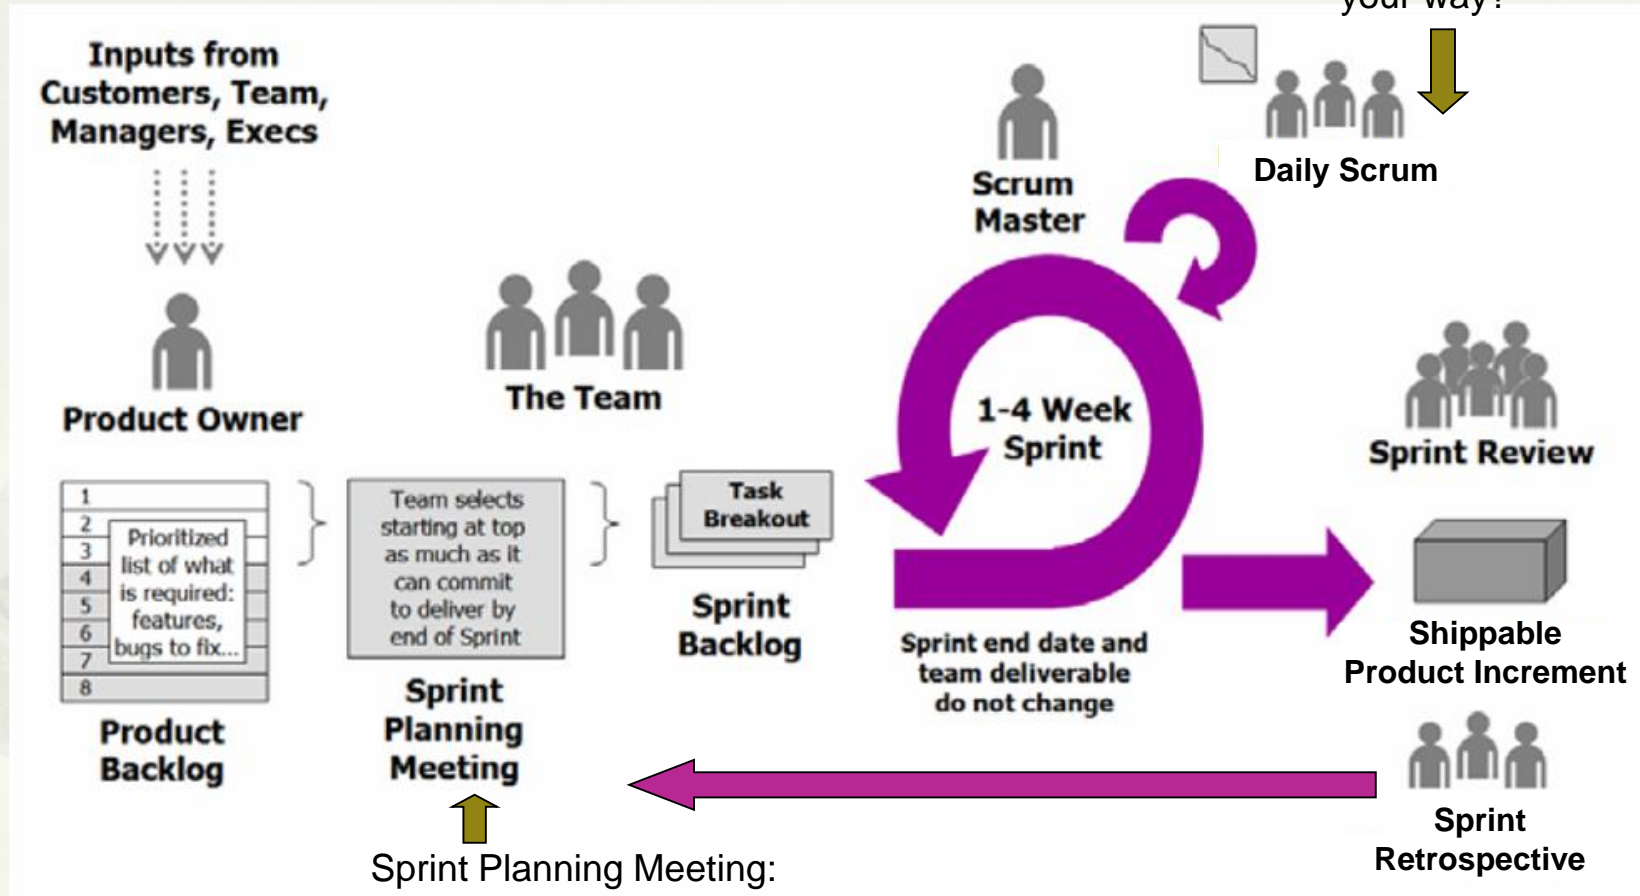 your way?
Inputs from
Customers, Team,
Managers, Execs
Product Owner
The Team
Scrum
Master
Daily Scrum
1
2
3
4
5
6
7
8
Prioritized
list of what
is required:
features,
bugs to fix...
Product
Backlog
Team selects
starting at top
as much as it
can commit
to deliver by
end of Sprint
Sprint
Planning
Meeting
Task
Breakout
Sprint
Backlog
1-4 Week
Sprint
Sprint end date and
team deliverable
do not change
Sprint Review
Shippable
Product Increment
Sprint
Retrospective
Sprint Planning Meeting: